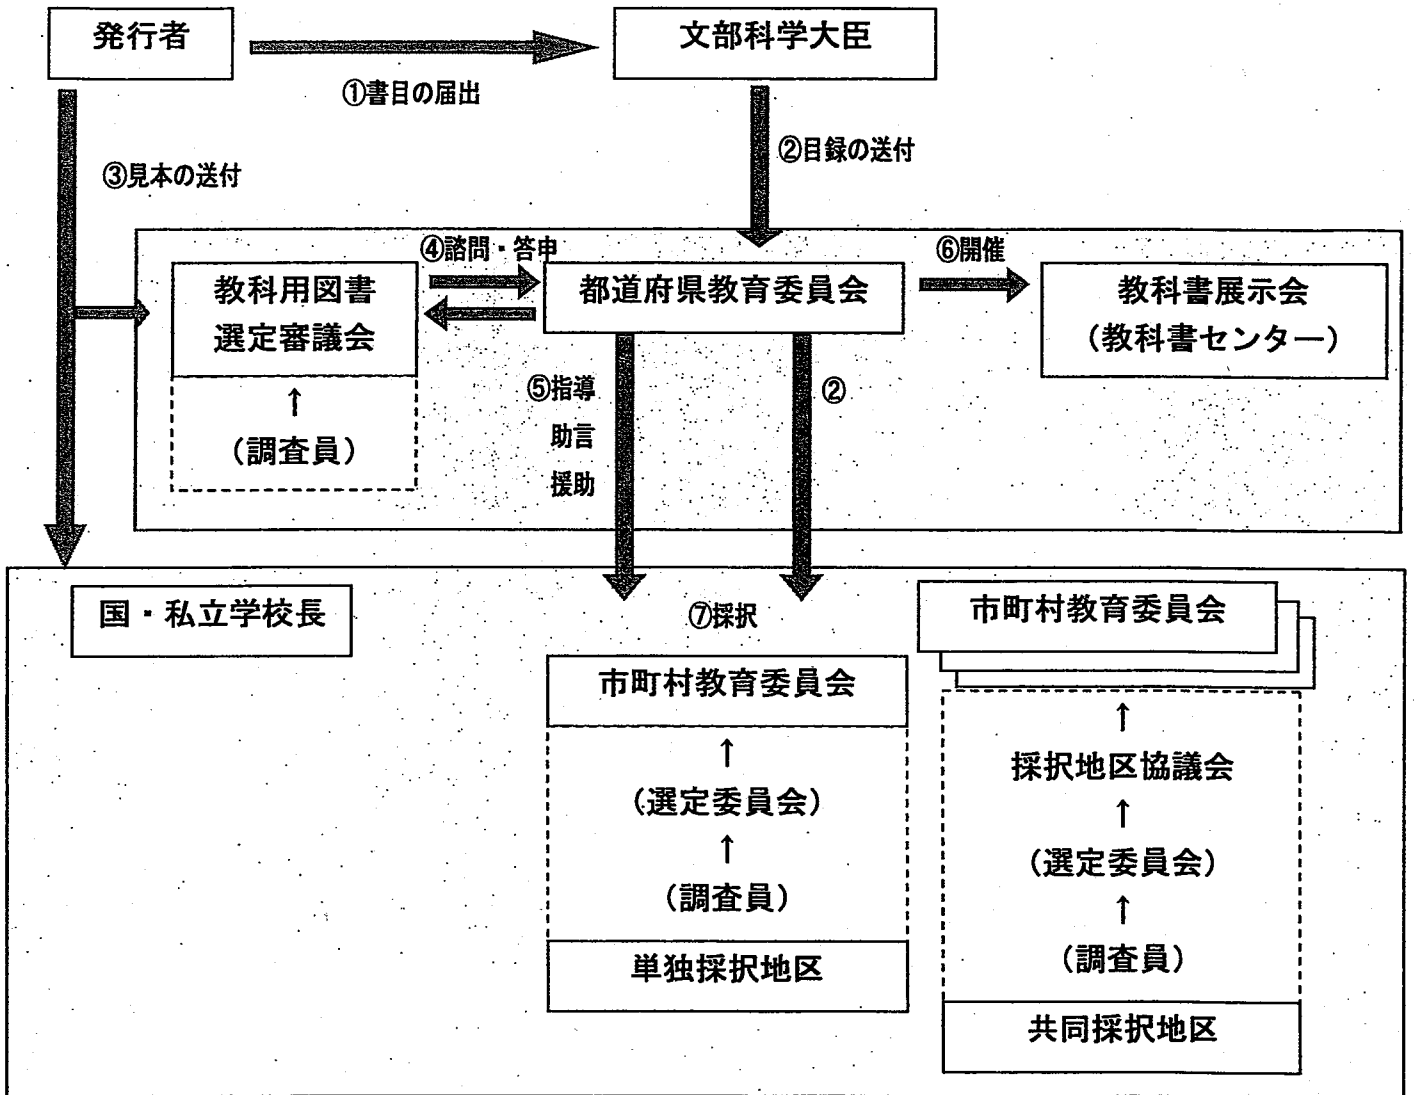 発行者
文部科学大臣
①書目の届出
②目録の送付
③見本の送付
④諮問・答申
⑥開催
教科用図書
選定審議会
都道府県教育委員会
教科書展示会
（教科書センター）
↑
（調査員）
⑤指導
助言
援助
②
国・私立学校長
⑦採択
市町村教育委員会
↑
（選定委員会）
↑
（調査員）
単独採択地区
市町村教育委員会
↑
採択地区協議会
↑
（選定委員会）
↑
（調査員）
共同採択地区